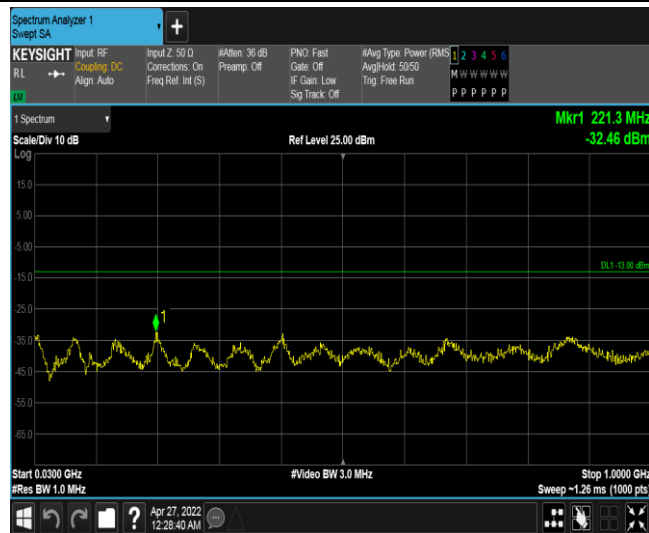 Spectrum Analyzer 1
Swept SA
+
KEYSIGHT Input: RF Input Z: 50 Ω #Atten: 36 dB PNO: Fast #Avg Type: Power (RMS 1 2 3 4 5 6
RL Coupling: DC Corrections: On Preamp: Off Gate: Off Avg|Hold: 50/50 M W W W W W
Align: Auto Freq Ref: Int (S) IF Gain: Low Trig: Free Run
Sig Track: Off P P P P P P
1 Spectrum Mkr1 221.3 MHz
Scale/Div 10 dB Ref Level 25.00 dBm -32.46 dBm
Log
15.0
5.00
-5.00
DL1 -13.00 dBm
-15.0
-25.0
1
-35.0
-45.0
-55.0
-65.0
Start 0.0300 GHz #Video BW 3.0 MHz Stop 1.0000 GHz
#Res BW 1.0 MHz Sweep ~1.26 ms (1000 pts)
? Apr 27, 2022
12:28:40 AM